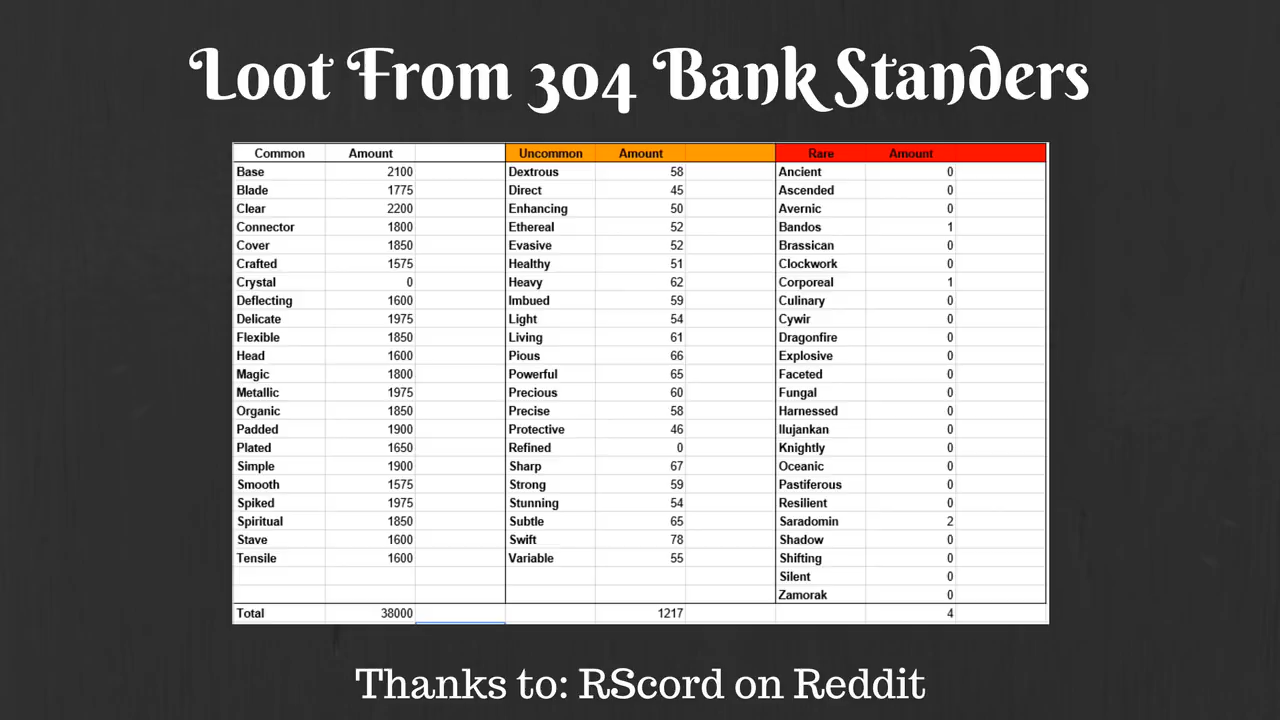 Loot From 304 Bank Standers
Common Amount Uncommon Amount Rare Amount
Base 2100 Dextrous 58 Ancient 0
Blade 1775 Direct 45 Ascended 0
Clear 2200 Enhancing 50 Avernic 0
Connector 1800 Ethereal 52 Bandos 1
Cover 1850 Evasive 52 Brassican 0
Crafted 1575 Healthy 51 Clockwork 0
Crystal 0 Heavy 62 Corporeal 1
Deflecting 1600 Imbued 59 Culinary 0
Delicate 1975 Light 54 Cywir 0
Flexible 1850 Living 61 Dragonfire 0
Head 1600 Pious 66 Explosive 0
Magic 1800 Powerful 65 Faceted 0
Metallic 1975 Precious 60 Fungal 0
Organic 1850 Precise 58 Harnessed 0
Padded 1900 Protective 46 Ilujankan 0
Plated 1650 Refined 0 Knightly 0
Simple 1900 Sharp 67 Oceanic 0
Smooth 1575 Strong 59 Pastiferous 0
Spiked 1975 Stunning 54 Resilient 0
Spiritual 1850 Subtle 65 Saradomin 2
Stave 1600 Swift 78 Shadow 0
Tensile 1600 Variable 55 Shifting 0
Silent 0
Zamorak 0
Total 38000 1217 4
Thanks to: RScord on Reddit